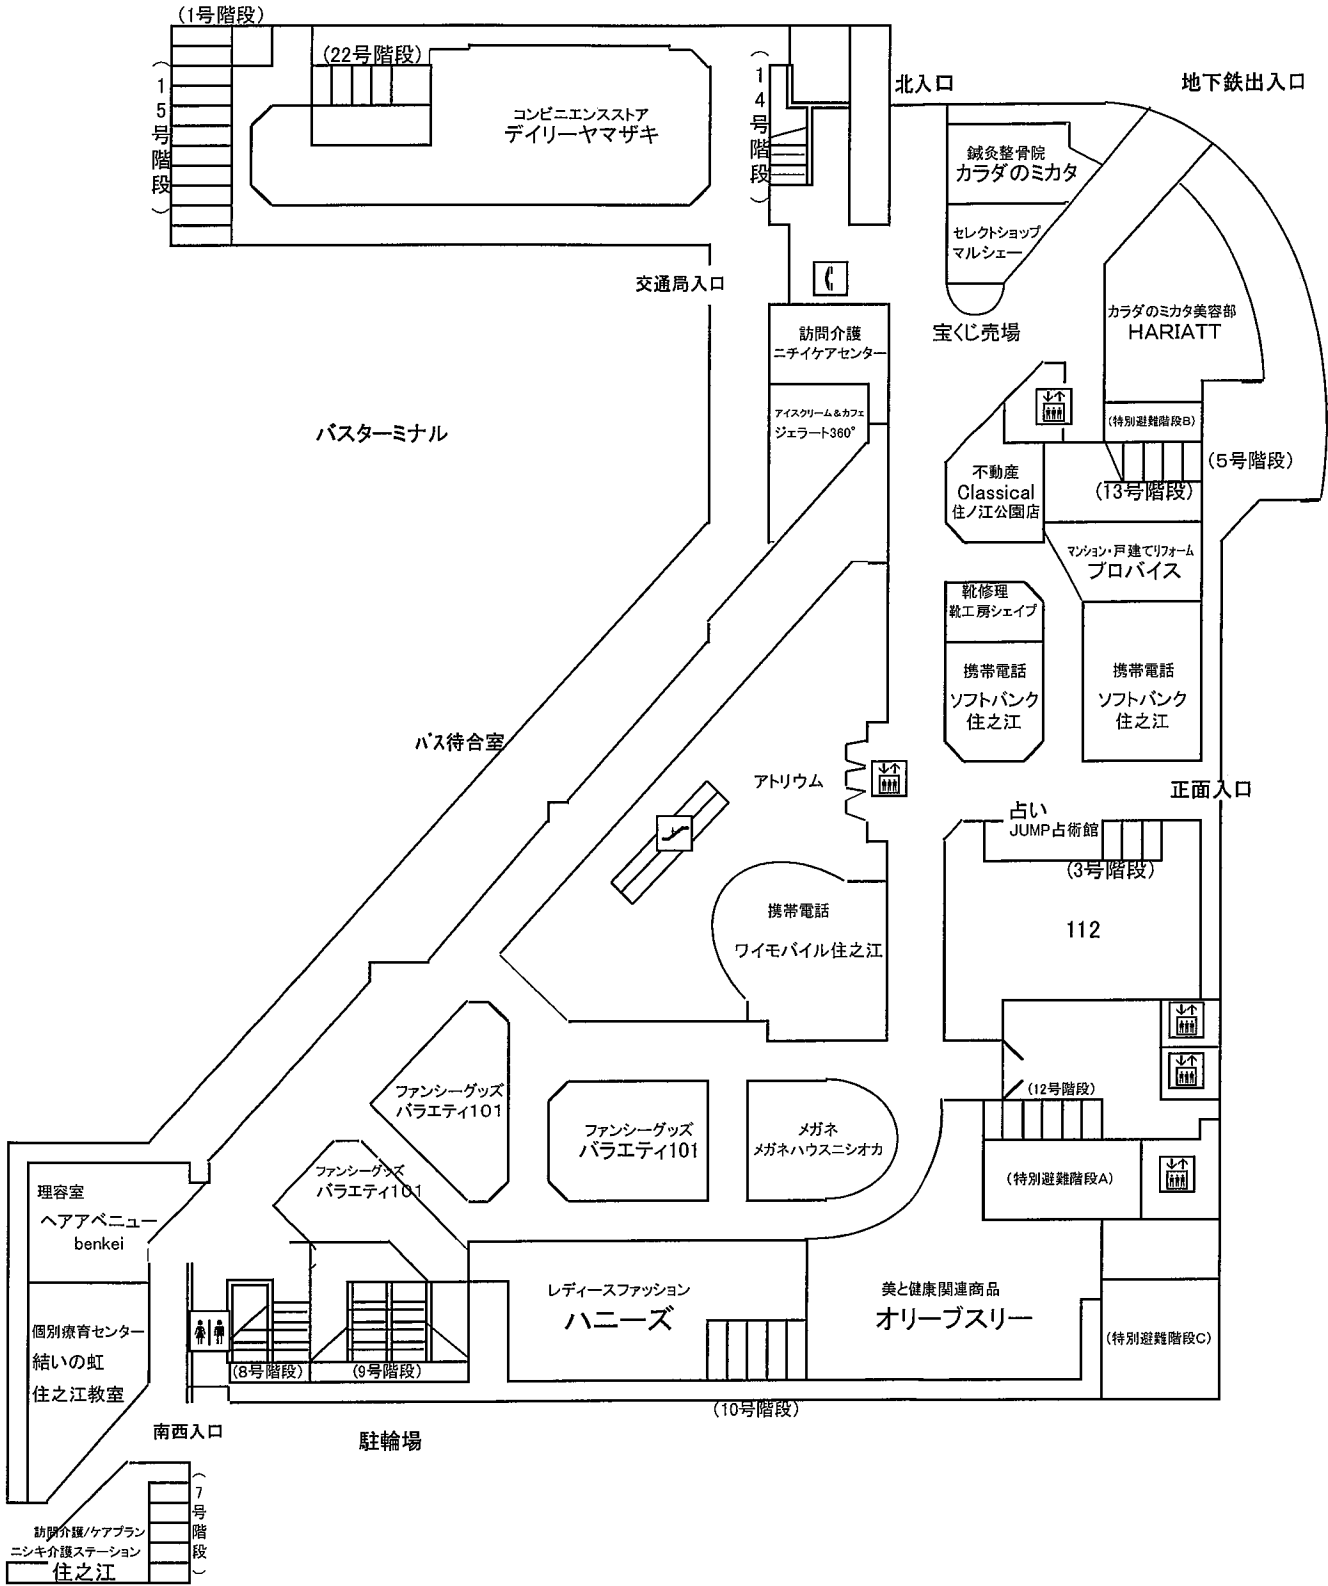 (1号階段)
(22号階段)
(15号階段)
コンビニエンスストア
デイリーヤマザキ
(14号階段)
北入口
地下鉄出入口
鍼灸整骨院
カラダのミカタ
セレクトショップ
マルシェー
交通局入口
宝くじ売場
カラダのミカタ美容部
HARIATT
訪問介護
ニチイケアセンター
アイスクリーム&カフェ
ジェラート360°
(特別避難階段B)
バスターミナル
不動産
Classical
住ノ江公園店
(5号階段)
(13号階段)
マンション・戸建てリフォーム
プロバイス
靴修理
靴工房シェイプ
携帯電話
ソフトバンク
住之江
携帯電話
ソフトバンク
住之江
バス待合室
アトリウム
正面入口
占い
JUMP占術館
(3号階段)
携帯電話
ワイモバイル住之江
112
ファンシーグッズ
バラエティ101
(12号階段)
ファンシーグッズ
バラエティ101
メガネ
メガネハウスニシオカ
ファンシーグッズ
バラエティ101
(特別避難階段A)
理容室
ヘアアベニュー
benkei
レディースファッション
ハニーズ
美と健康関連商品
オリーブスリー
個別療育センター
結いの虹
住之江教室
(特別避難階段C)
(8号階段)
(9号階段)
(10号階段)
南西入口
駐輪場
(7号階段)
訪問介護/ケアプラン
ニシキ介護ステーション
住之江